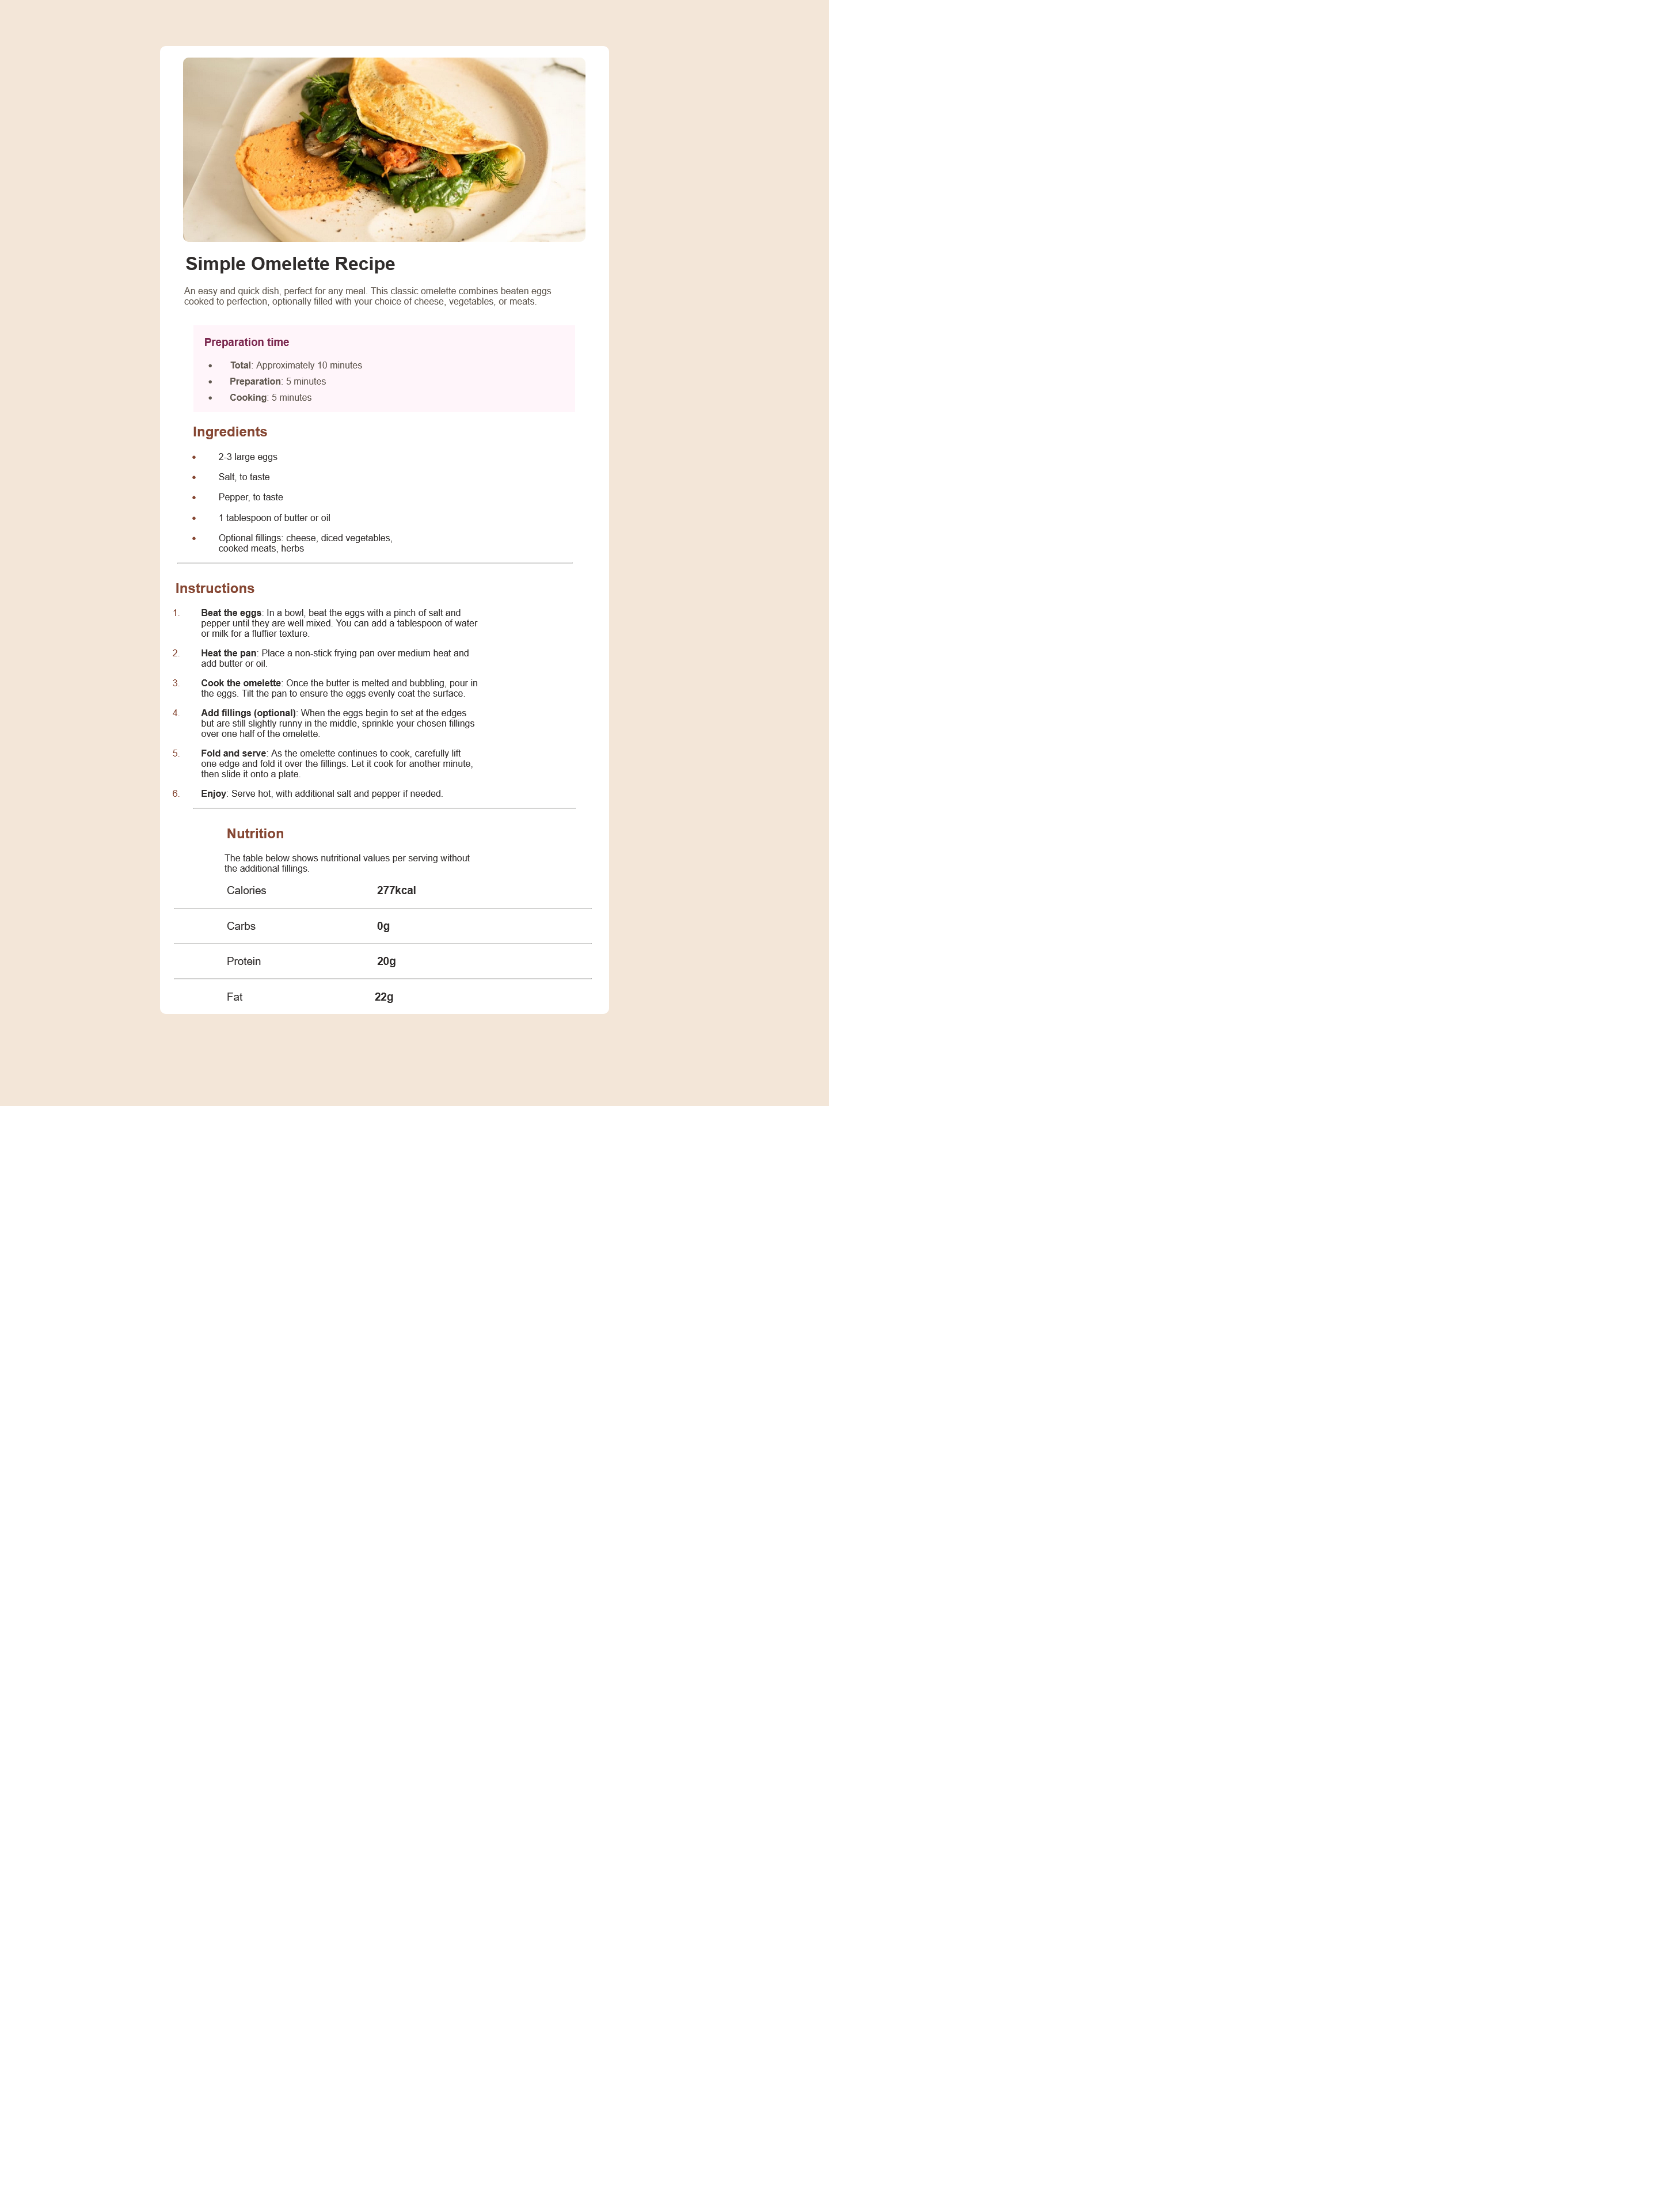 Simple Omelette Recipe
An easy and quick dish, perfect for any meal. This classic omelette combines beaten eggs
cooked to perfection, optionally filled with your choice of cheese, vegetables, or meats.
Preparation time
• Total: Approximately 10 minutes
• Preparation: 5 minutes
• Cooking: 5 minutes
Ingredients
• 2-3 large eggs
• Salt, to taste
• Pepper, to taste
• 1 tablespoon of butter or oil
• Optional fillings: cheese, diced vegetables,
cooked meats, herbs
Instructions
1. Beat the eggs: In a bowl, beat the eggs with a pinch of salt and
pepper until they are well mixed. You can add a tablespoon of water
or milk for a fluffier texture.
2. Heat the pan: Place a non-stick frying pan over medium heat and
add butter or oil.
3. Cook the omelette: Once the butter is melted and bubbling, pour in
the eggs. Tilt the pan to ensure the eggs evenly coat the surface.
4. Add fillings (optional): When the eggs begin to set at the edges
but are still slightly runny in the middle, sprinkle your chosen fillings
over one half of the omelette.
5. Fold and serve: As the omelette continues to cook, carefully lift
one edge and fold it over the fillings. Let it cook for another minute,
then slide it onto a plate.
6. Enjoy: Serve hot, with additional salt and pepper if needed.
Nutrition
The table below shows nutritional values per serving without
the additional fillings.
Calories 277kcal
Carbs 0g
Protein 20g
Fat 22g